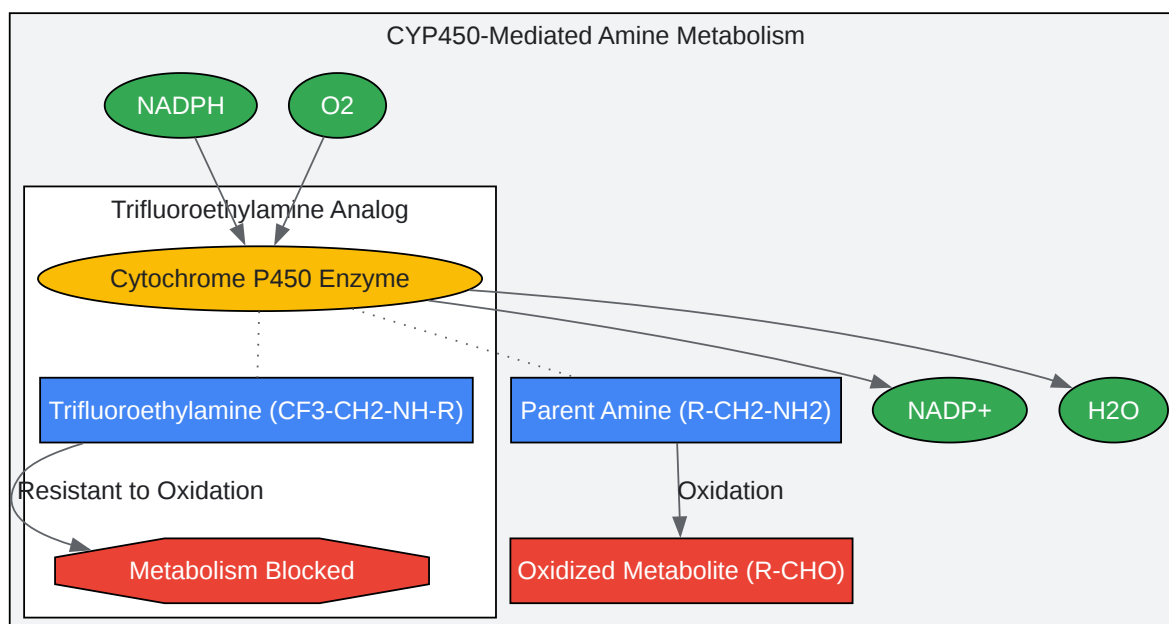 CYP450-Mediated Amine Metabolism
NADPH
O2
Trifluoroethylamine Analog
Cytochrome P450 Enzyme
Trifluoroethylamine (CF3-CH2-NH-R)
Parent Amine (R-CH2-NH2)
NADP+
H2O
Resistant to Oxidation
Oxidation
Metabolism Blocked
Oxidized Metabolite (R-CHO)